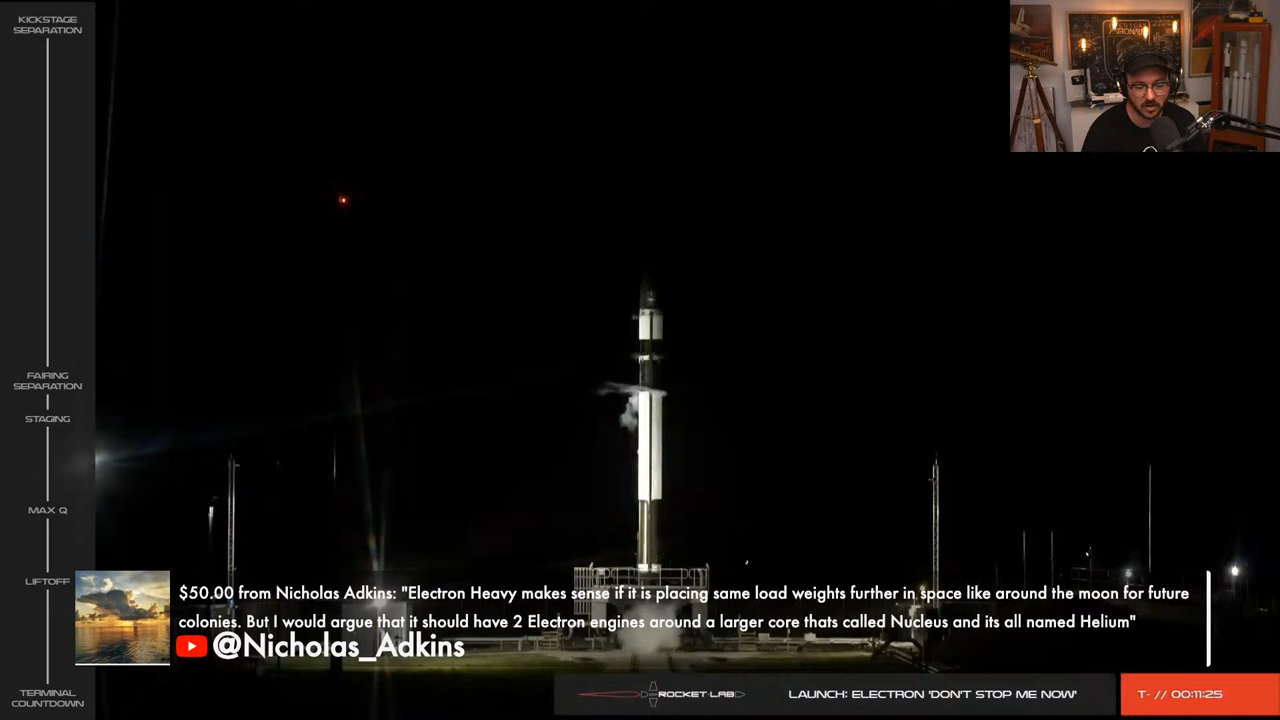 KICKSTAGE
SEPARATION
FAIRING
SEPARATION
STAGING
MAX Q
LIFTOFF
$50.00 from Nicholas Adkins: "Electron Heavy makes sense if it is placing same load weights further in space like around the moon for future
colonies. But I would argue that it should have 2 Electron engines around a larger core thats called Nucleus and its all named Helium"
@Nicholas_Adkins
TERMINAL
COUNTDOWN
ROCKET LAB
LAUNCH: ELECTRON 'DON'T STOP ME NOW'
T- // 00:11:25